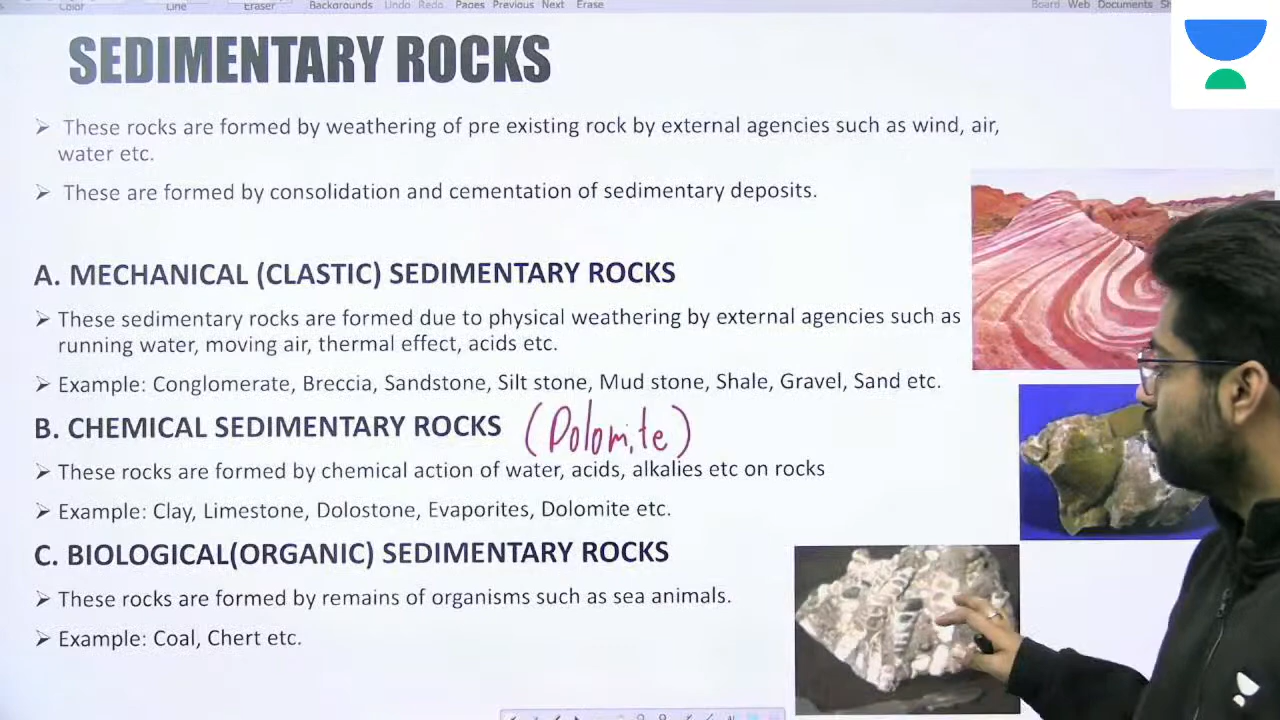 Color Line Eraser Backgrounds Undo Redo Pages Previous Next Erase Board Web Documents
SEDIMENTARY ROCKS
➢ These rocks are formed by weathering of pre existing rock by external agencies such as wind, air,
water etc.
➢ These are formed by consolidation and cementation of sedimentary deposits.
A. MECHANICAL (CLASTIC) SEDIMENTARY ROCKS
➢ These sedimentary rocks are formed due to physical weathering by external agencies such as
running water, moving air, thermal effect, acids etc.
➢ Example: Conglomerate, Breccia, Sandstone, Silt stone, Mud stone, Shale, Gravel, Sand etc.
B. CHEMICAL SEDIMENTARY ROCKS (Dolomite)
➢ These rocks are formed by chemical action of water, acids, alkalies etc on rocks
➢ Example: Clay, Limestone, Dolostone, Evaporites, Dolomite etc.
C. BIOLOGICAL(ORGANIC) SEDIMENTARY ROCKS
➢ These rocks are formed by remains of organisms such as sea animals.
➢ Example: Coal, Chert etc.